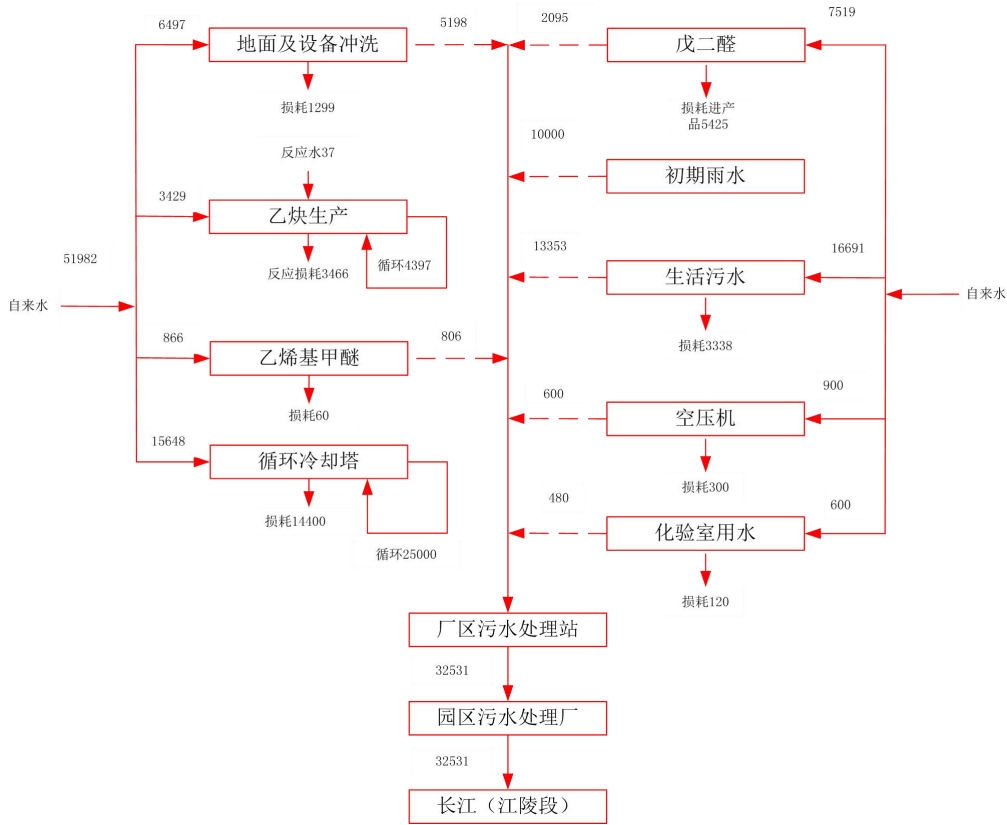 6497
地面及设备冲洗
5198
2095
戊二醛
7519
损耗1299
损耗进产
品5425
反应水37
10000
初期雨水
3429
乙炔生产
反应损耗3466
循环4397
13353
生活污水
16691
51982
自来水
自来水
损耗3338
866
乙烯基甲醚
806
损耗60
600
空压机
900
15648
循环冷却塔
损耗300
损耗14400
循环25000
480
化验室用水
600
损耗120
厂区污水处理站
32531
园区污水处理厂
32531
长江（江陵段）